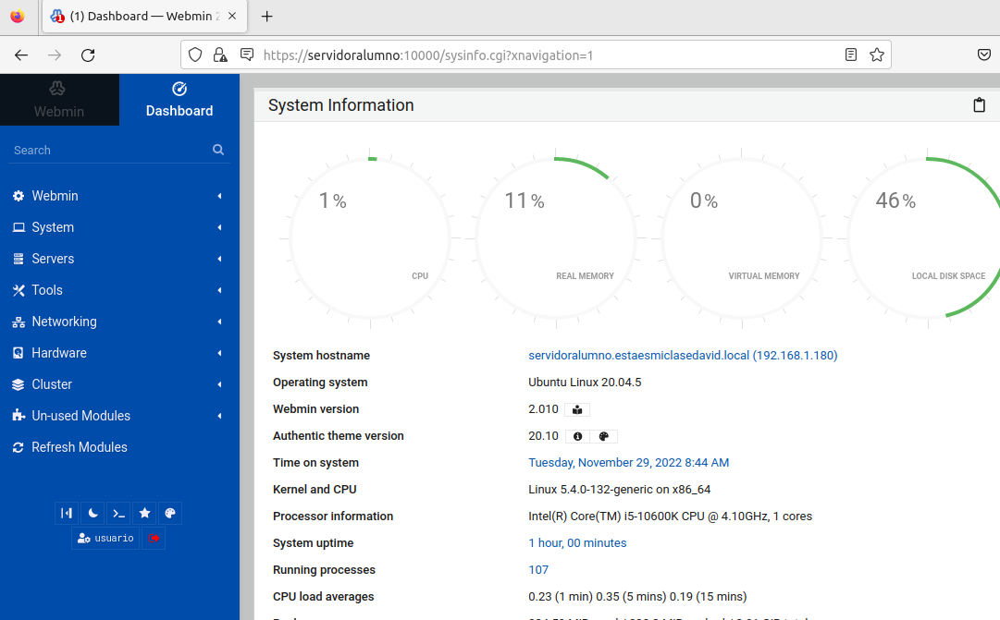 (1) Dashboard — Webmin 2
https://servidoralumno:10000/sysinfo.cgi?xnavigation=1
Webmin
Dashboard
Search
Webmin
System
Servers
Tools
Networking
Hardware
Cluster
Un-used Modules
Refresh Modules
usuario
System Information
1 %
CPU
11 %
REAL MEMORY
0 %
VIRTUAL MEMORY
46 %
LOCAL DISK SPACE
System hostname servidoralumno.estaesmiclasedavid.local (192.168.1.180)
Operating system Ubuntu Linux 20.04.5
Webmin version 2.010
Authentic theme version 20.10
Time on system Tuesday, November 29, 2022 8:44 AM
Kernel and CPU Linux 5.4.0-132-generic on x86_64
Processor information Intel(R) Core(TM) i5-10600K CPU @ 4.10GHz, 1 cores
System uptime 1 hour, 00 minutes
Running processes 107
CPU load averages 0.23 (1 min) 0.35 (5 mins) 0.19 (15 mins)